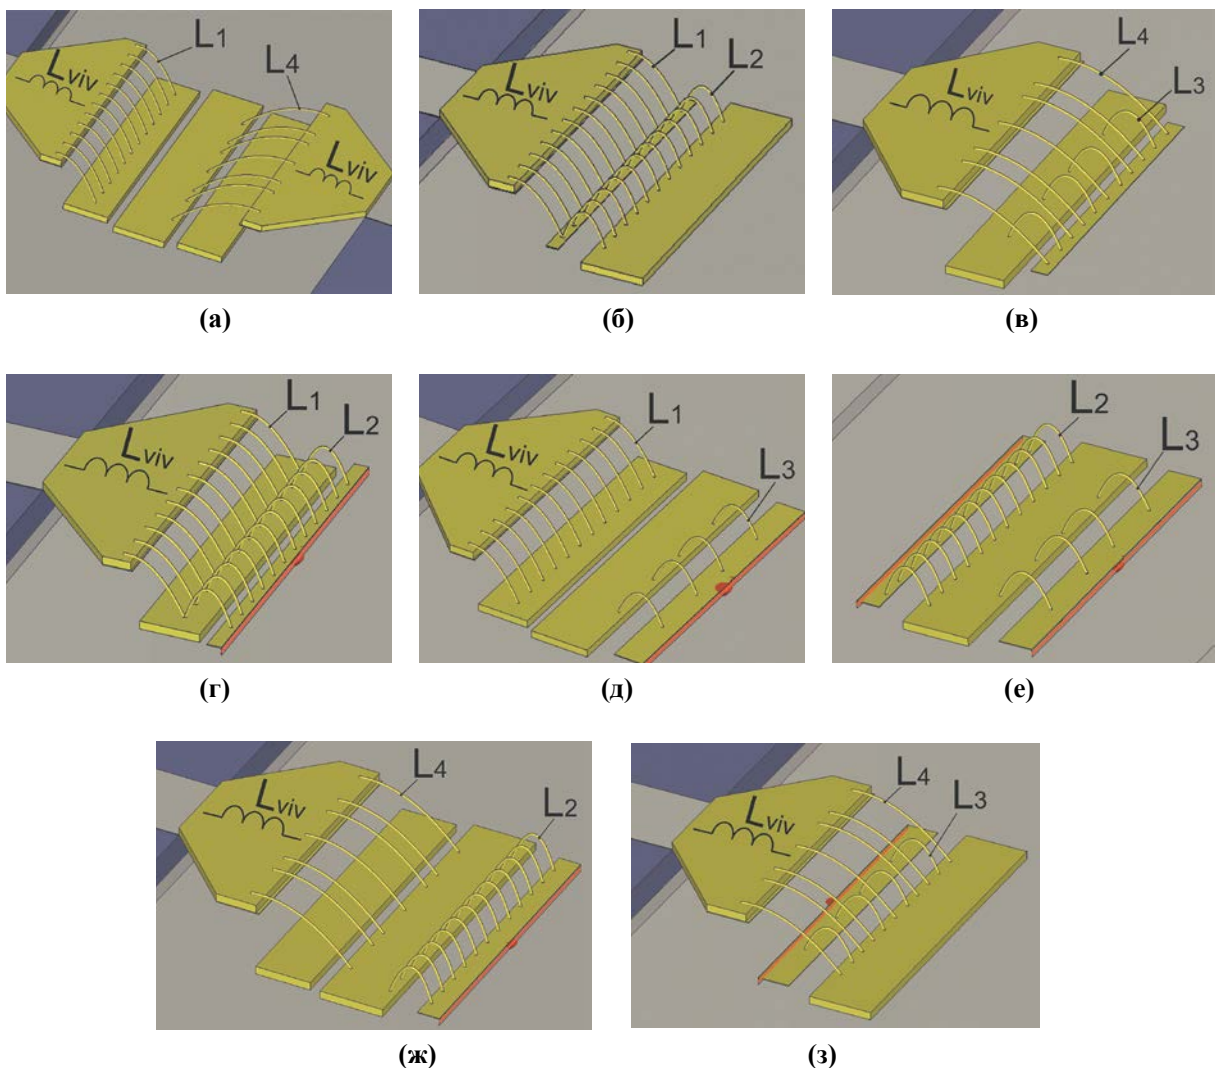 L1 L4 Lviv Lviv
L1 L2 Lviv
L4 L3 Lviv
(а) (б) (в)
L1 L2 Lviv
L1 L3 Lviv
L2 L3
(г) (д) (е)
L4 L2 Lviv
L4 L3 Lviv
(ж) (з)